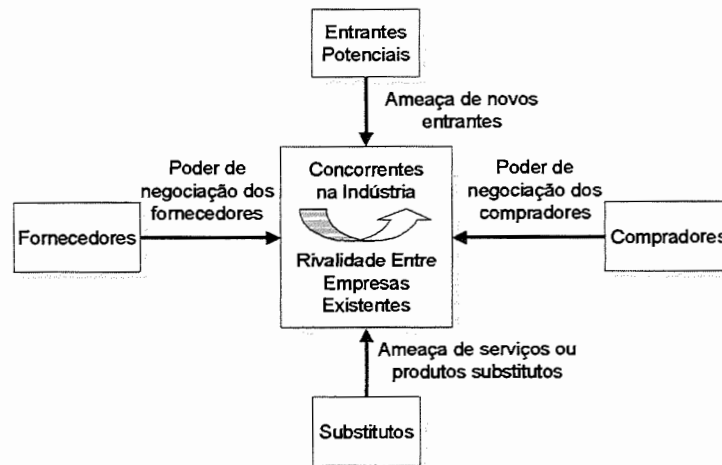 Entrantes
Potenciais
Ameaça de novos
entrantes
Poder de
negociação dos
fornecedores
Concorrentes
na Indústria
Poder de
negociação dos
compradores
Fornecedores
Compradores
Rivalidade Entre
Empresas
Existentes
Ameaça de serviços ou
produtos substitutos
Substitutos